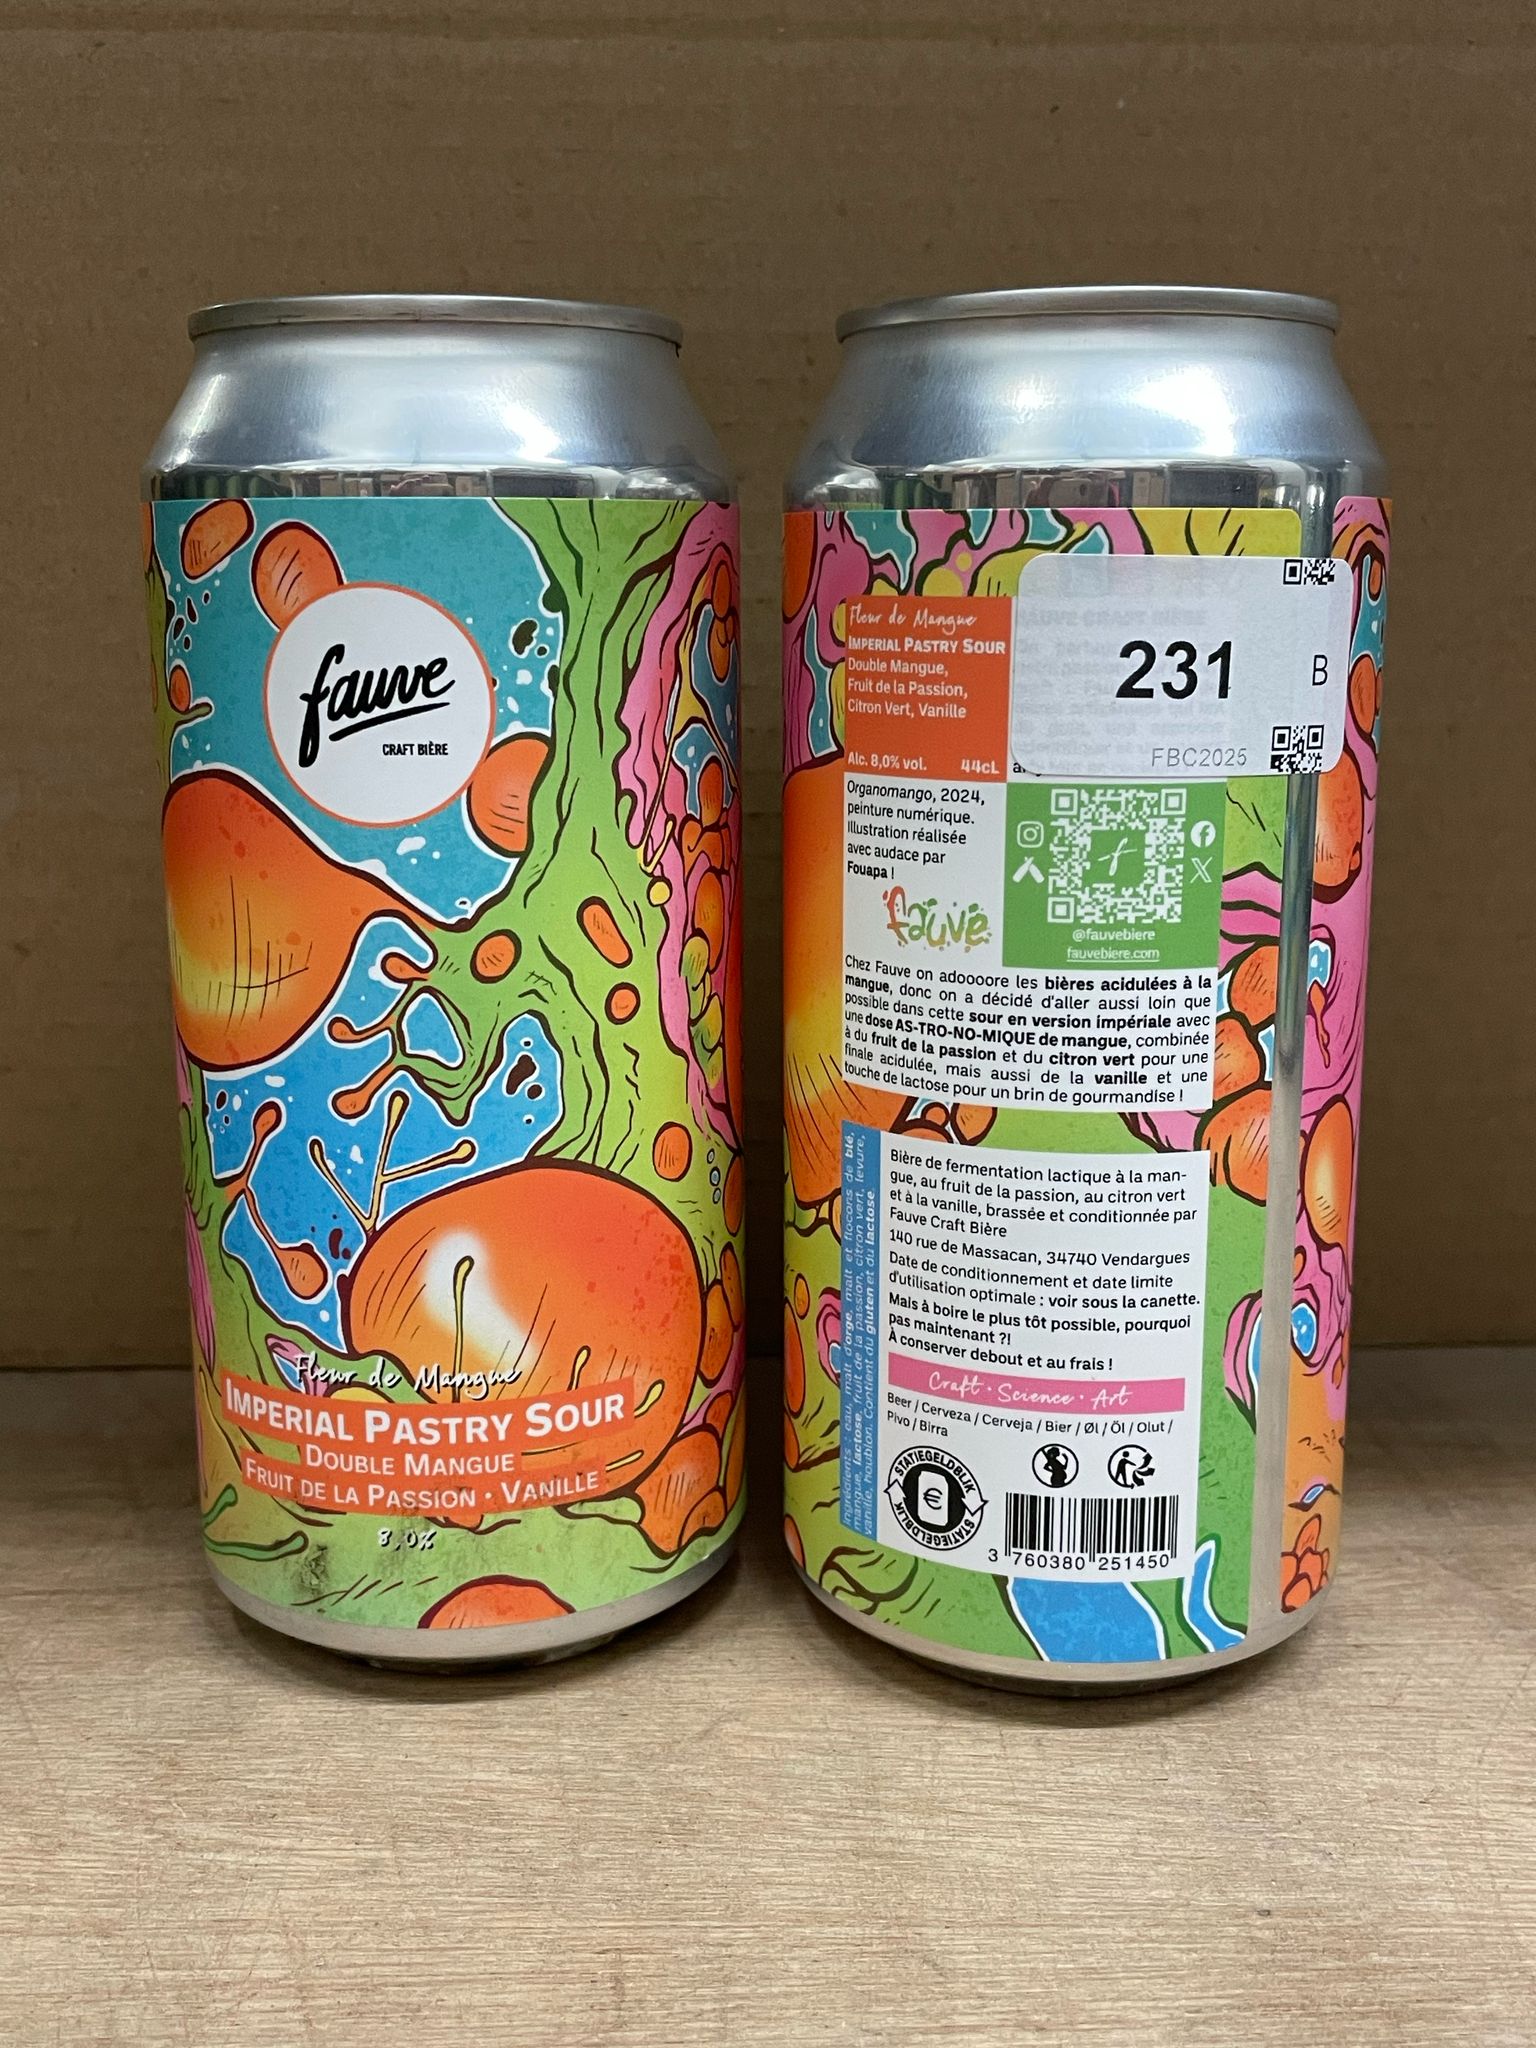 fauve
CRAFT BIÈRE
Fleur de Mangue
IMPERIAL PASTRY SOUR
DOUBLE MANGUE
FRUIT DE LA PASSION · VANILLE
8,0%
Fleur de Mangue
IMPERIAL PASTRY SOUR
Double Mangue,
Fruit de la Passion,
Citron Vert, Vanille
Alc. 8,0% vol. 44cL
231
B
FBC2025
Organomango, 2024,
peinture numérique.
Illustration réalisée
avec audace par
Fouapa !
fauve
@fauvebiere
fauvebiere.com
Chez Fauve on adoooore les bières acidulées à la
mangue, donc on a décidé d'aller aussi loin que
possible dans cette sour en version impériale avec
une dose AS-TRO-NO-MIQUE de mangue, combinée
à du fruit de la passion et du citron vert pour une
finale acidulée, mais aussi de la vanille et une
touche de lactose pour un brin de gourmandise !
Ingrédients : eau, malt d'orge, malt et flocons de blé,
mangue, lactose, fruit de la passion, citron vert, levure,
vanille, houblon. Contient du gluten et du lactose.
Bière de fermentation lactique à la man-
gue, au fruit de la passion, au citron vert
et à la vanille, brassée et conditionnée par
Fauve Craft Bière
140 rue de Massacan, 34740 Vendargues
Date de conditionnement et date limite
d'utilisation optimale : voir sous la canette.
Mais à boire le plus tôt possible, pourquoi
pas maintenant ?!
À conserver debout et au frais !
Craft · Science · Art
Beer / Cerveza / Cerveja / Bier / Øl / Öl / Olut /
Pivo / Birra
STATIEGELDBLIK
€
STATIEGELDBLIK
3 760380 251450